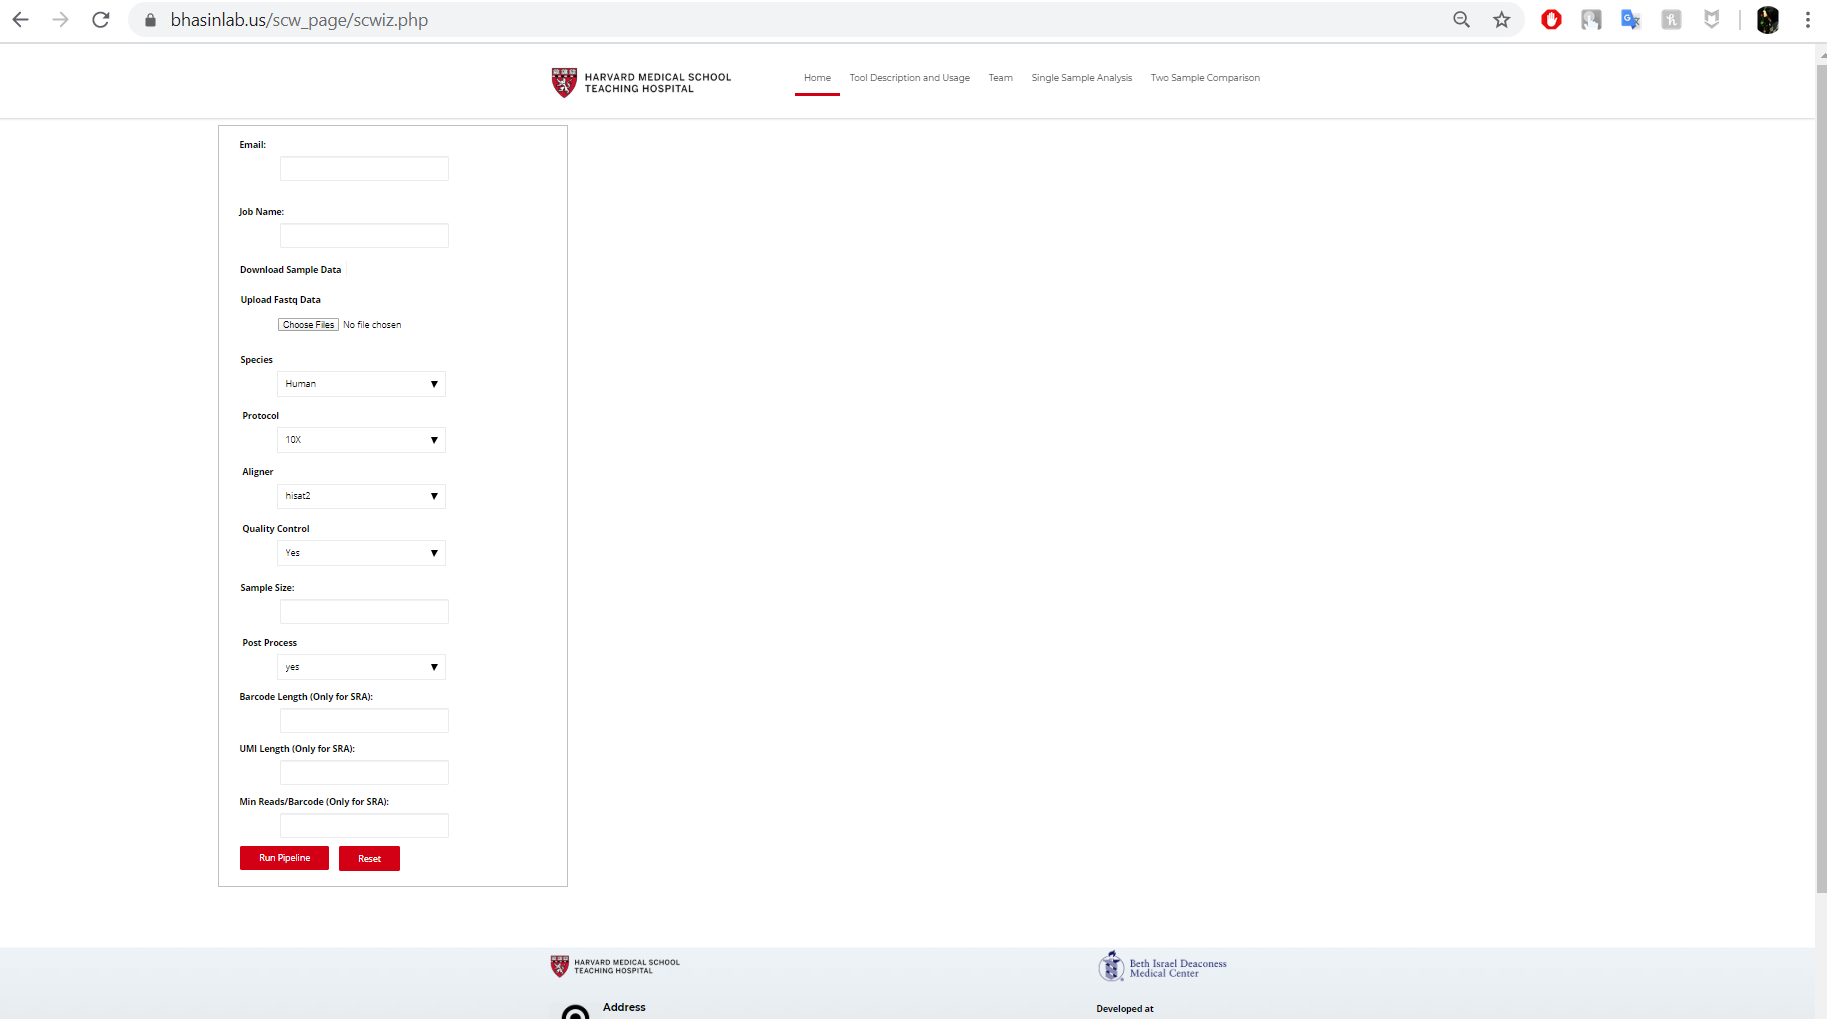 bhasinlab.us/scw_page/scwiz.php
HARVARD MEDICAL SCHOOL
TEACHING HOSPITAL
Home Tool Description and Usage Team Single Sample Analysis Two Sample Comparison
Email:
Job Name:
Download Sample Data
Upload Fastq Data
Choose Files No file chosen
Species
Human
Protocol
10X
Aligner
hisat2
Quality Control
Yes
Sample Size:
Post Process
yes
Barcode Length (Only for SRA):
UMI Length (Only for SRA):
Min Reads/Barcode (Only for SRA):
Run Pipeline Reset
HARVARD MEDICAL SCHOOL
TEACHING HOSPITAL
Beth Israel Deaconess
Medical Center
Address
Developed at